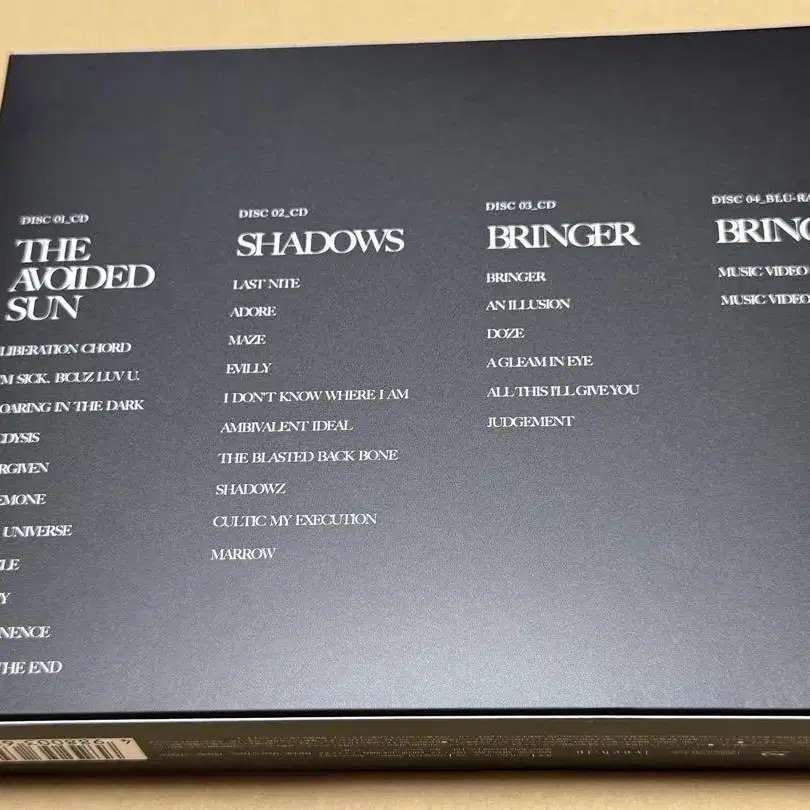 DISC 01_CD
THE
AVOIDED
SUN
LIBERATION CHORD
'M SICK. B'CUZ LUV U.
OARING IN THE DARK
CDYSIS
RGIVEN
EMONE
UNIVERSE
LE
Y
NENCE
THE END
DISC 02_CD
SHADOWS
LAST NITE
ADORE
MAZE
EVILLY
I DON'T KNOW WHERE I AM
AMBIVALENT IDEAL
THE BLASTED BACK BONE
SHADOWZ
CULTIC MY EXECUTION
MARROW
DISC 03_CD
BRINGER
BRINGER
AN ILLUSION
DOZE
A GLEAM IN EYE
ALL THIS I'LL GIVE YOU
JUDGEMENT
DISC 04_BLU-RA
BRING
MUSIC VIDEO
MUSIC VIDEO